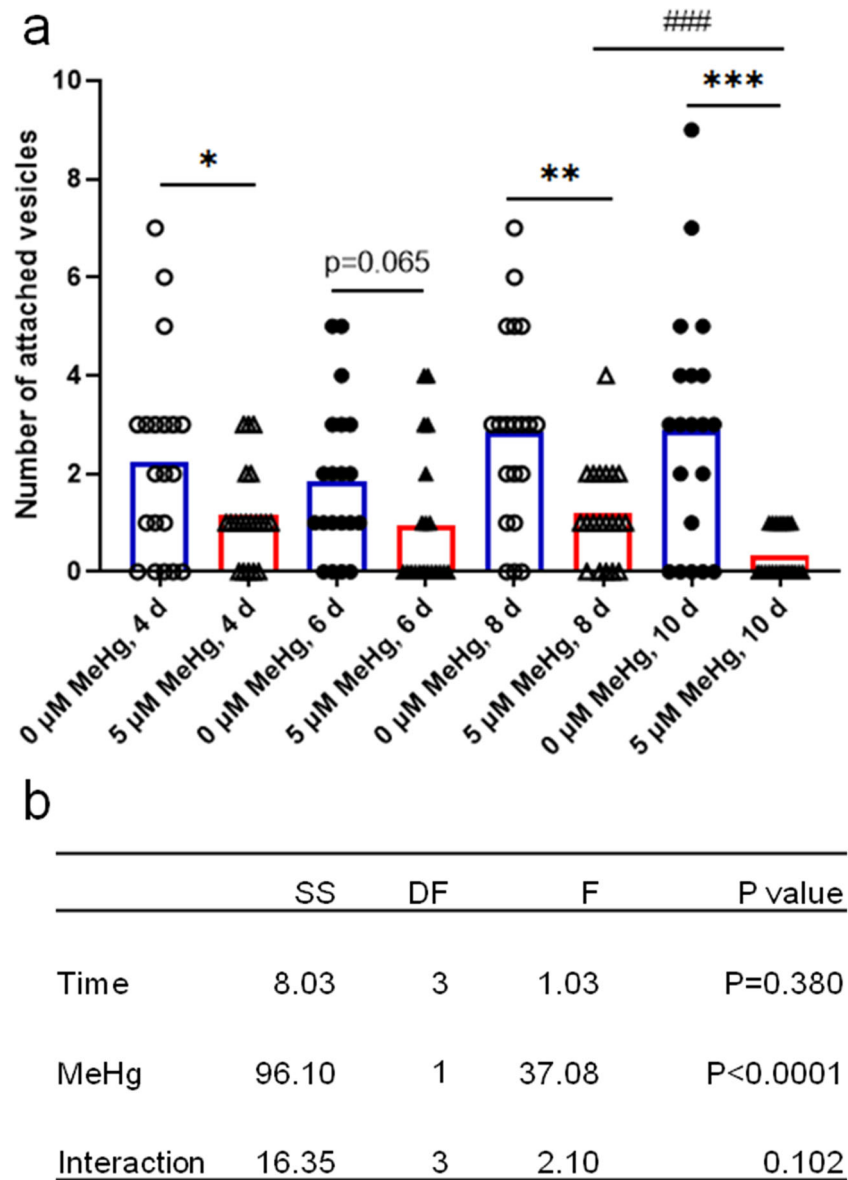 a
###
***
10
*
**
8
p=0.065
6
4
2
0
Number of attached vesicles
0 µM MeHg, 4 d
5 µM MeHg, 4 d
0 µM MeHg, 6 d
5 µM MeHg, 6 d
0 µM MeHg, 8 d
5 µM MeHg, 8 d
0 µM MeHg, 10 d
5 µM MeHg, 10 d
b
SS DF F P value
Time 8.03 3 1.03 P=0.380
MeHg 96.10 1 37.08 P<0.0001
Interaction 16.35 3 2.10 0.102